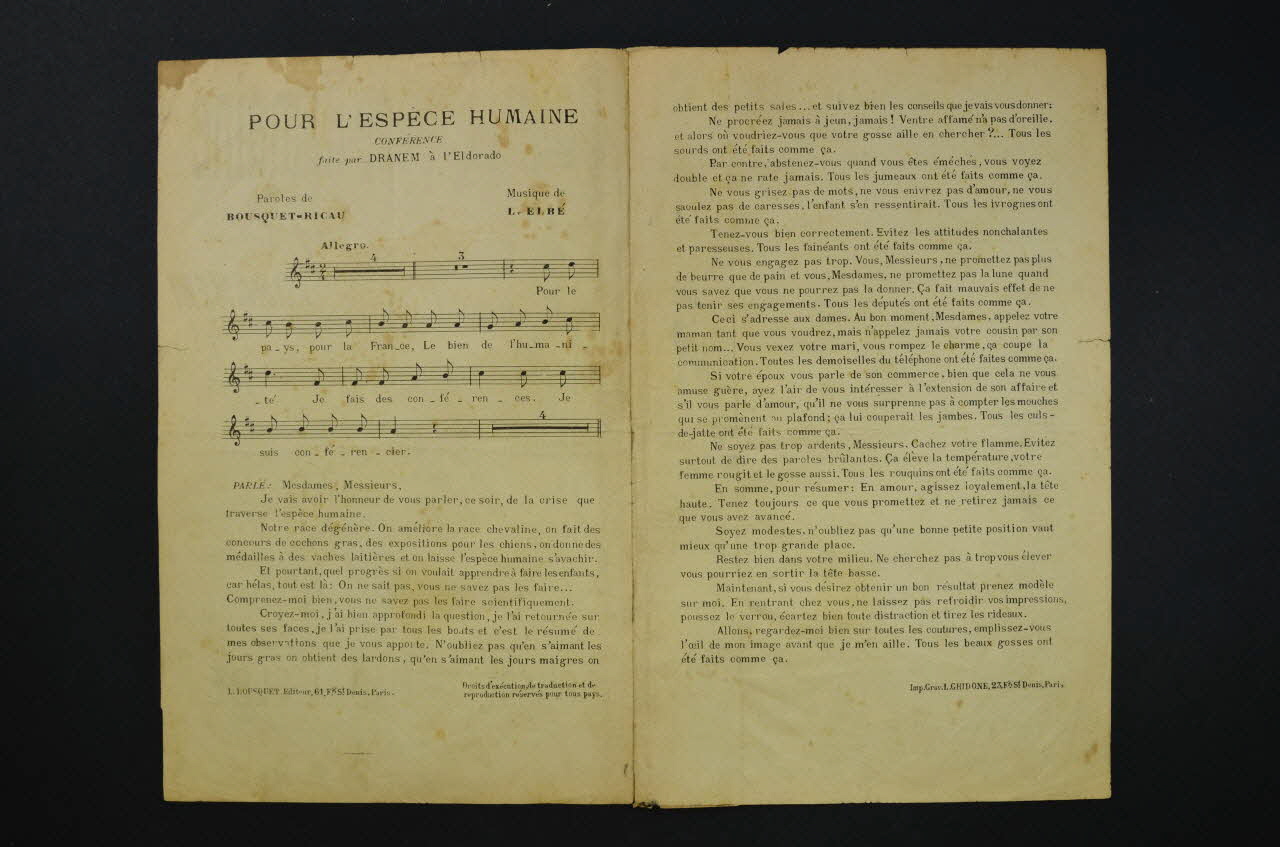 POUR L'ESPÈCE HUMAINE
CONFÉRENCE
faite par DRANEM à l'Eldorado
Paroles de
BOUSQUET-RICAU
Musique de
L. ELBÉ
Allegro.
4 3
Pour le
pa_ys, pour la Fran_ce, Le bien de l'hu_ma_ni_
_té Je fais des con_fé_ren_ces. Je
4
suis con_fé_ren_cier.
PARLÉ: Mesdames, Messieurs,
Je vais avoir l'honneur de vous parler, ce soir, de la crise que
traverse l'espèce humaine.
Notre race dégénère. On améliore la race chevaline, on fait des
concours de cochons gras, des expositions pour les chiens, on donne des
médailles à des vaches laitières et on laisse l'espèce humaine s'avachir.
Et pourtant, quel progrès si on voulait apprendre à faire les enfants,
car hélas, tout est là: On ne sait pas, vous ne savez pas les faire...
Comprenez-moi bien, vous ne savez pas les faire scientifiquement.
Croyez-moi, j'ai bien approfondi la question, je l'ai retournée sur
toutes ses faces, je l'ai prise par tous les bouts et c'est le résumé de
mes observations que je vous apporte. N'oubliez pas qu'en s'aimant les
jours gras on obtient des lardons, qu'en s'aimant les jours maigres on
L. BOUSQUET, Editeur, 61, Fg St Denis, Paris.
Droits d'exécution, de traduction et de
reproduction réservés pour tous pays.
obtient des petits sales...et suivez bien les conseils que je vais vous donner:
Ne procréez jamais à jeun, jamais! Ventre affamé n'a pas d'oreille,
et alors où voudriez-vous que votre gosse aille en chercher?... Tous les
sourds ont été faits comme ça.
Par contre, abstenez-vous quand vous êtes éméchés, vous voyez
double et ça ne rate jamais. Tous les jumeaux ont été faits comme ça.
Ne vous grisez pas de mots, ne vous enivrez pas d'amour, ne vous
saoulez pas de caresses, l'enfant s'en ressentirait. Tous les ivrognes ont
été faits comme ça.
Tenez-vous bien correctement. Evitez les attitudes nonchalantes
et paresseuses. Tous les fainéants ont été faits comme ça.
Ne vous engagez pas trop. Vous, Messieurs, ne promettez pas plus
de beurre que de pain et vous, Mesdames, ne promettez pas la lune quand
vous savez que vous ne pourrez pas la donner. Ça fait mauvais effet de ne
pas tenir ses engagements. Tous les députés ont été faits comme ça.
Ceci s'adresse aux dames. Au bon moment, Mesdames, appelez votre
maman tant que vous voudrez, mais n'appelez jamais votre cousin par son
petit nom... Vous vexez votre mari, vous rompez le charme, ça coupe la
communication. Toutes les demoiselles du téléphone ont été faites comme ça.
Si votre époux vous parle de son commerce, bien que cela ne vous
amuse guère, ayez l'air de vous intéresser à l'extension de son affaire et
s'il vous parle d'amour, qu'il ne vous surprenne pas à compter les mouches
qui se promènent au plafond; ça lui couperait les jambes. Tous les culs-
de-jatte ont été faits comme ça.
Ne soyez pas trop ardents, Messieurs. Cachez votre flamme. Evitez
surtout de dire des paroles brûlantes. Ça élève la température, votre
femme rougit et le gosse aussi. Tous les rouquins ont été faits comme ça.
En somme, pour résumer: En amour, agissez loyalement, la tête
haute. Tenez toujours ce que vous promettez et ne retirez jamais ce
que vous avez avancé.
Soyez modestes, n'oubliez pas qu'une bonne petite position vaut
mieux qu'une trop grande place.
Restez bien dans votre milieu. Ne cherchez pas à trop vous élever
vous pourriez en sortir la tête basse.
Maintenant, si vous désirez obtenir un bon résultat prenez modèle
sur moi. En rentrant chez vous, ne laissez pas refroidir vos impressions,
poussez le verrou, écartez bien toute distraction et tirez les rideaux.
Allons, regardez-moi bien sur toutes les coutures, emplissez-vous
l'œil de mon image avant que je m'en aille. Tous les beaux gosses ont
été faits comme ça.
Imp. Grav. L. GHIDONE, 23, Fg St Denis, Paris